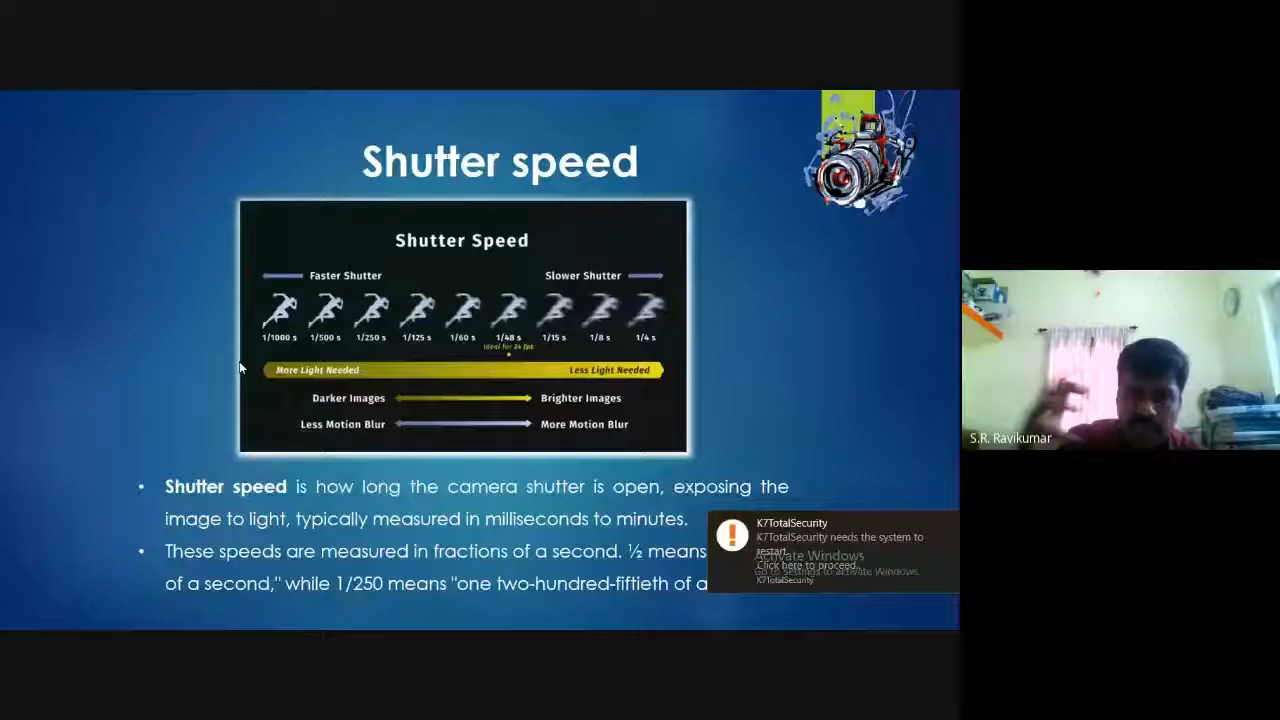 Shutter speed
Shutter Speed
Faster Shutter
Slower Shutter
1/1000 s
1/500 s
1/250 s
1/125 s
1/60 s
1/48 s
1/15 s
1/8 s
1/4 s
Ideal for 24 fps
More Light Needed
Less Light Needed
Darker Images
Brighter Images
Less Motion Blur
More Motion Blur
• Shutter speed is how long the camera shutter is open, exposing the
image to light, typically measured in milliseconds to minutes.
• These speeds are measured in fractions of a second. ½ means
of a second," while 1/250 means "one two-hundred-fiftieth of a
K7TotalSecurity
K7TotalSecurity needs the system to
restart.
Click here to proceed..
K7TotalSecurity
Activate Windows
Go to Settings to activate Windows.
S.R. Ravikumar